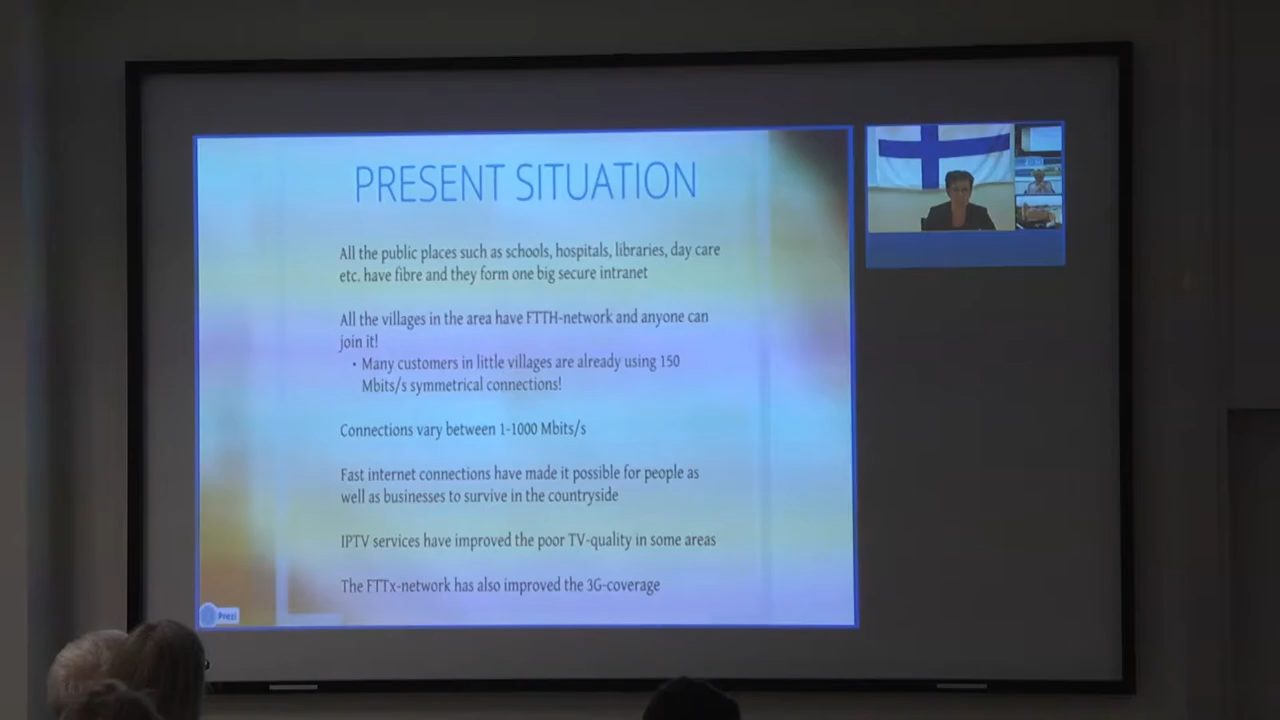 PRESENT SITUATION
All the public places such as schools, hospitals, libraries, day care
etc. have fibre and they form one big secure intranet
All the villages in the area have FTTH-network and anyone can
join it!
• Many customers in little villages are already using 150
Mbits/s symmetrical connections!
Connections vary between 1-1000 Mbits/s
Fast internet connections have made it possible for people as
well as businesses to survive in the countryside
IPTV services have improved the poor TV-quality in some areas
The FTTx-network has also improved the 3G-coverage
Prezi